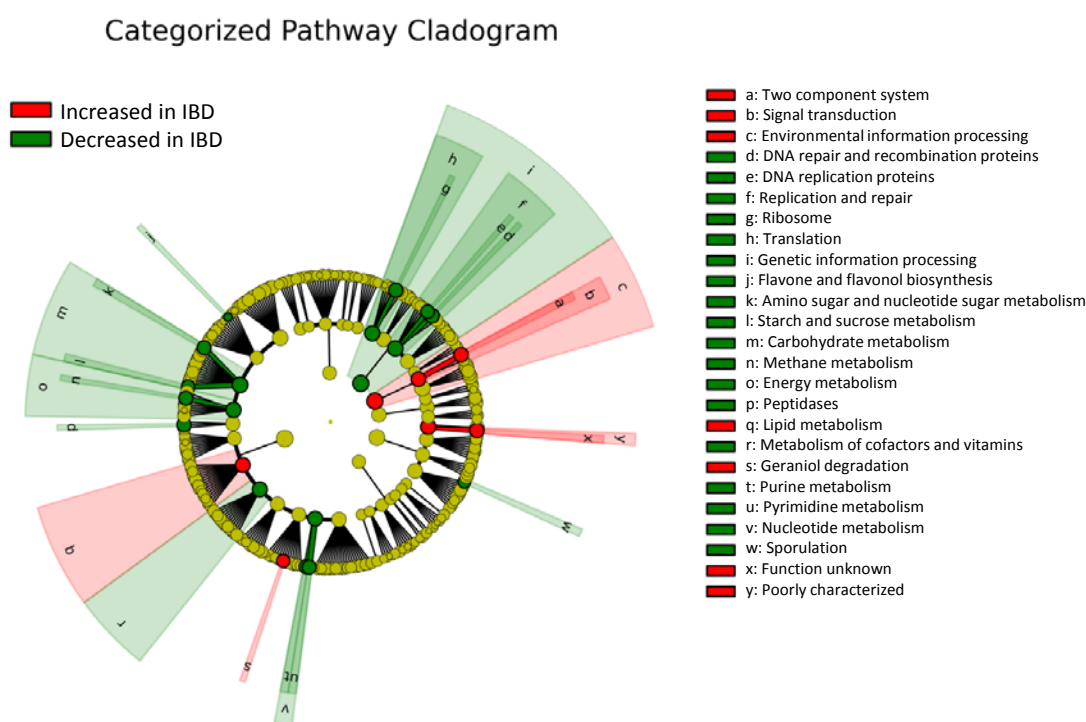 Categorized Pathway Cladogram
Increased in IBD
Decreased in IBD
a: Two component system
b: Signal transduction
c: Environmental information processing
d: DNA repair and recombination proteins
e: DNA replication proteins
f: Replication and repair
g: Ribosome
h: Translation
i: Genetic information processing
j: Flavone and flavonol biosynthesis
k: Amino sugar and nucleotide sugar metabolism
l: Starch and sucrose metabolism
m: Carbohydrate metabolism
n: Methane metabolism
o: Energy metabolism
p: Peptidases
q: Lipid metabolism
r: Metabolism of cofactors and vitamins
s: Geraniol degradation
t: Purine metabolism
u: Pyrimidine metabolism
v: Nucleotide metabolism
w: Sporulation
x: Function unknown
y: Poorly characterized
h
i
g
f
e
d
c
b
a
j
k
m
l
n
o
p
x
y
w
q
r
s
u
t
v